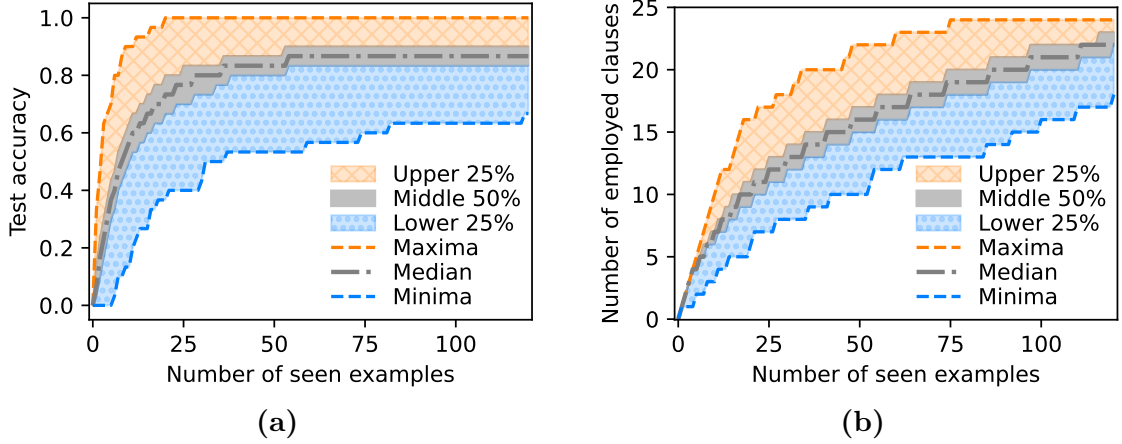 Test accuracy
1.0
0.8
0.6
0.4
0.2
0.0
Upper 25%
Middle 50%
Lower 25%
Maxima
Median
Minima
0 25 50 75 100
Number of seen examples
(a)
Number of employed clauses
25
20
15
10
5
0
Upper 25%
Middle 50%
Lower 25%
Maxima
Median
Minima
0 25 50 75 100
Number of seen examples
(b)